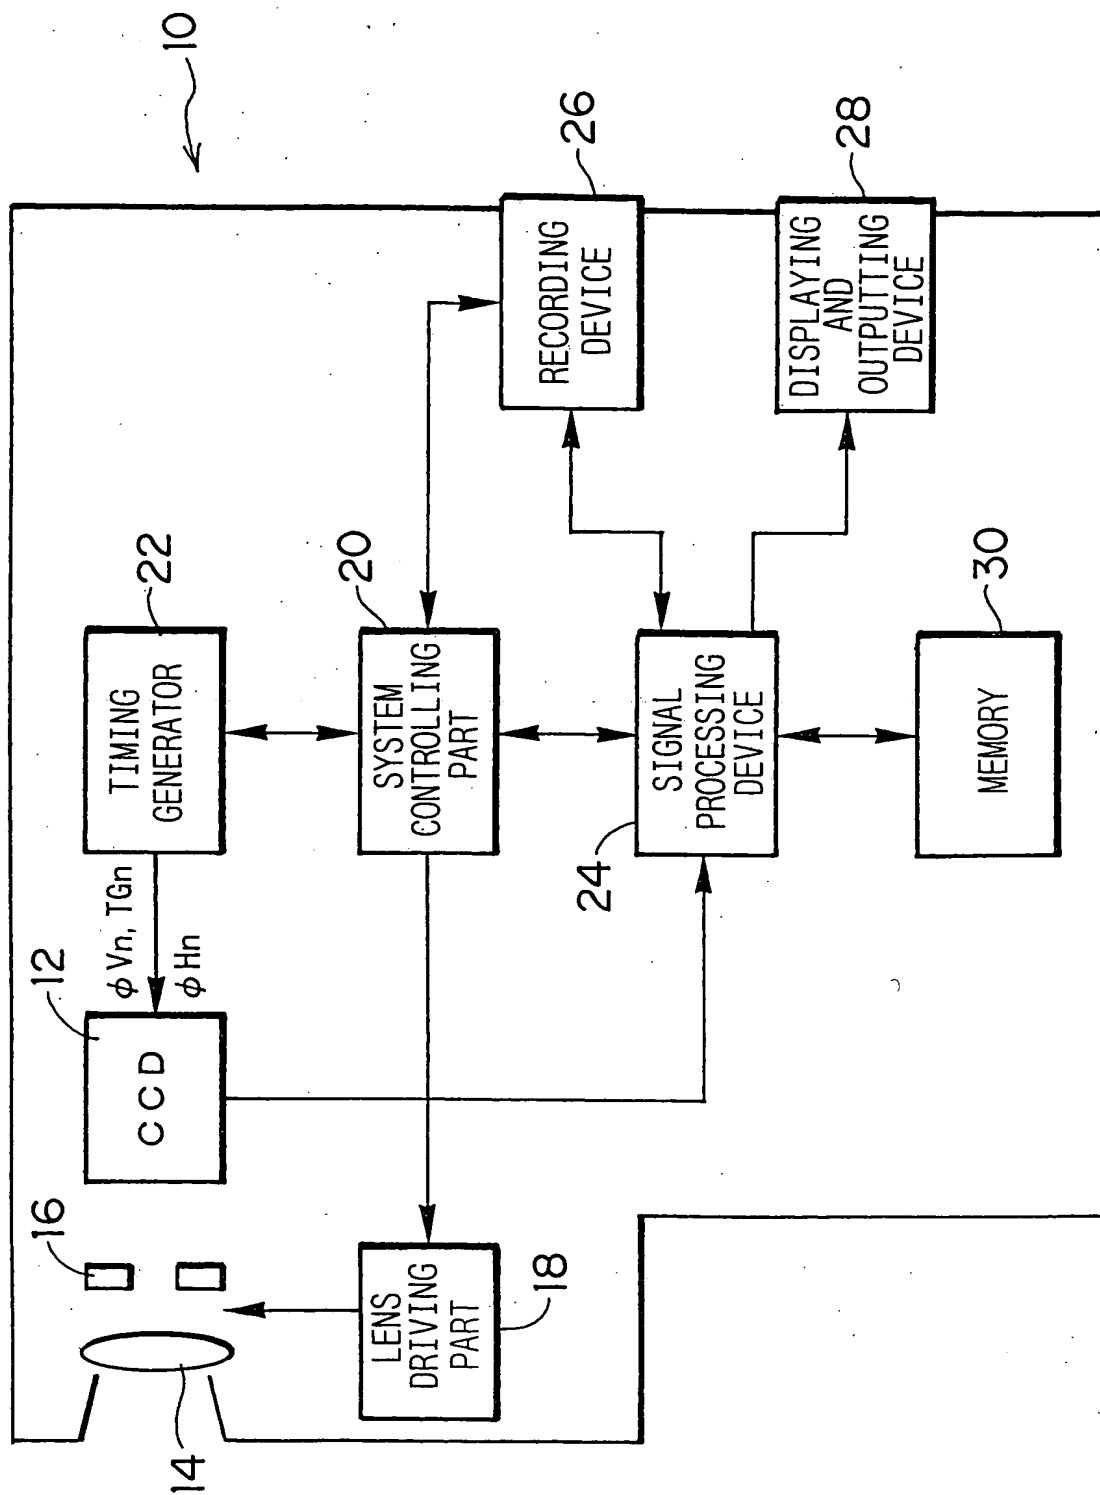 10
12
22
φVn, TGn
φHn
CCD
TIMING
GENERATOR
16
14
20
SYSTEM
CONTROLLING
PART
26
RECORDING
DEVICE
LENS
DRIVING
PART
18
24
SIGNAL
PROCESSING
DEVICE
28
DISPLAYING
AND
OUTPUTTING
DEVICE
30
MEMORY